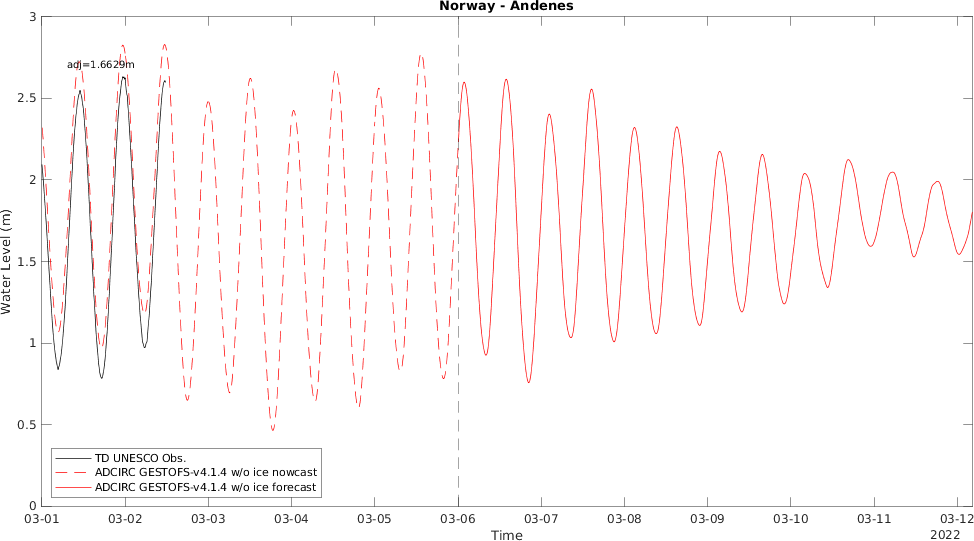 Norway - Andenes
3
2.5
2
1.5
1
0.5
0
Water Level (m)
adj=1.6629m
TD UNESCO Obs.
ADCIRC GESTOFS-v4.1.4 w/o ice nowcast
ADCIRC GESTOFS-v4.1.4 w/o ice forecast
03-01 03-02 03-03 03-04 03-05 03-06 03-07 03-08 03-09 03-10 03-11 03-12
Time
2022